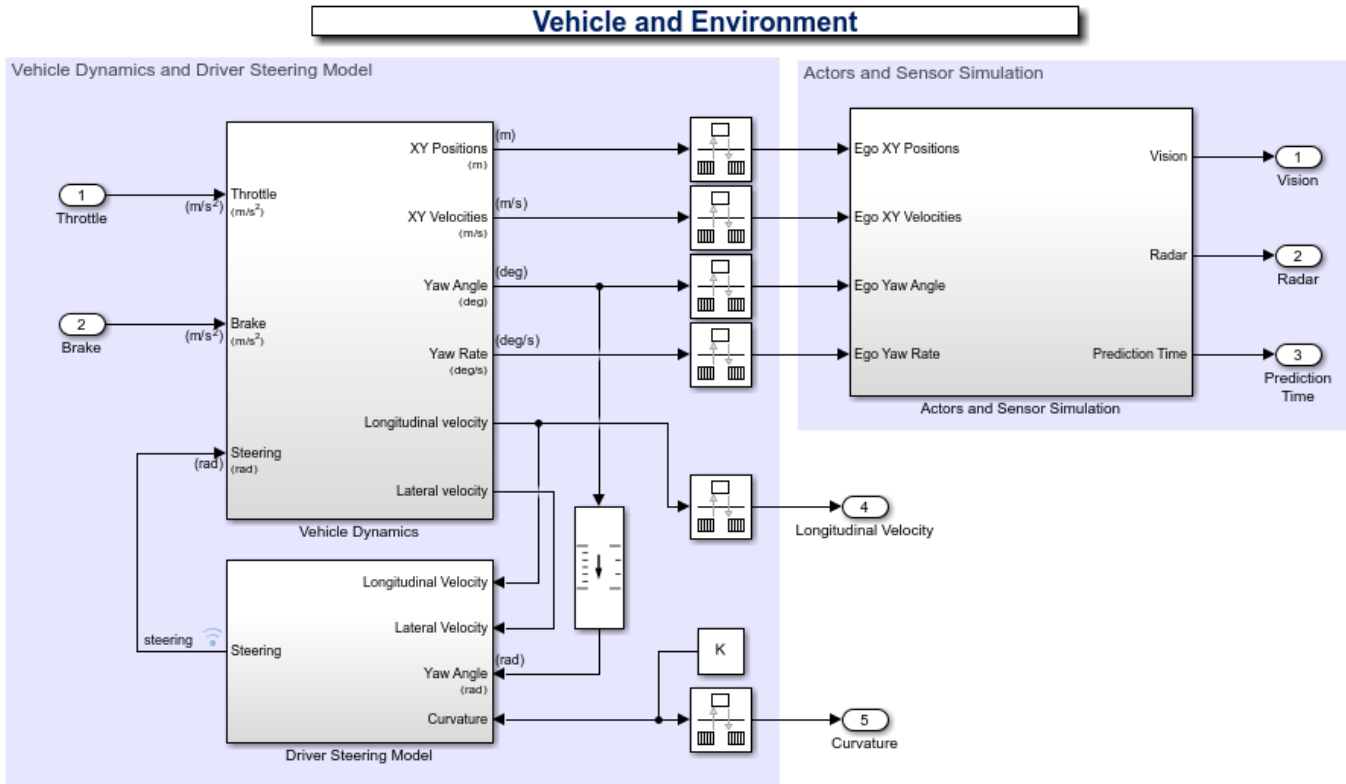 Vehicle and Environment
Vehicle Dynamics and Driver Steering Model
1
Throttle
(m/s²)
2
Brake
(m/s²)
(rad)
Throttle
(m/s²)
Brake
(m/s²)
Steering
(rad)
XY Positions
(m)
XY Velocities
(m/s)
Yaw Angle
(deg)
Yaw Rate
(deg/s)
Longitudinal velocity
Lateral velocity
Vehicle Dynamics
(m)
(m/s)
(deg)
(deg/s)
steering
Steering
Longitudinal Velocity
Lateral Velocity
Yaw Angle
(rad)
Curvature
Driver Steering Model
(rad)
K
Actors and Sensor Simulation
Ego XY Positions
Ego XY Velocities
Ego Yaw Angle
Ego Yaw Rate
Vision
Radar
Prediction Time
Actors and Sensor Simulation
1
Vision
2
Radar
3
Prediction
Time
4
Longitudinal Velocity
5
Curvature